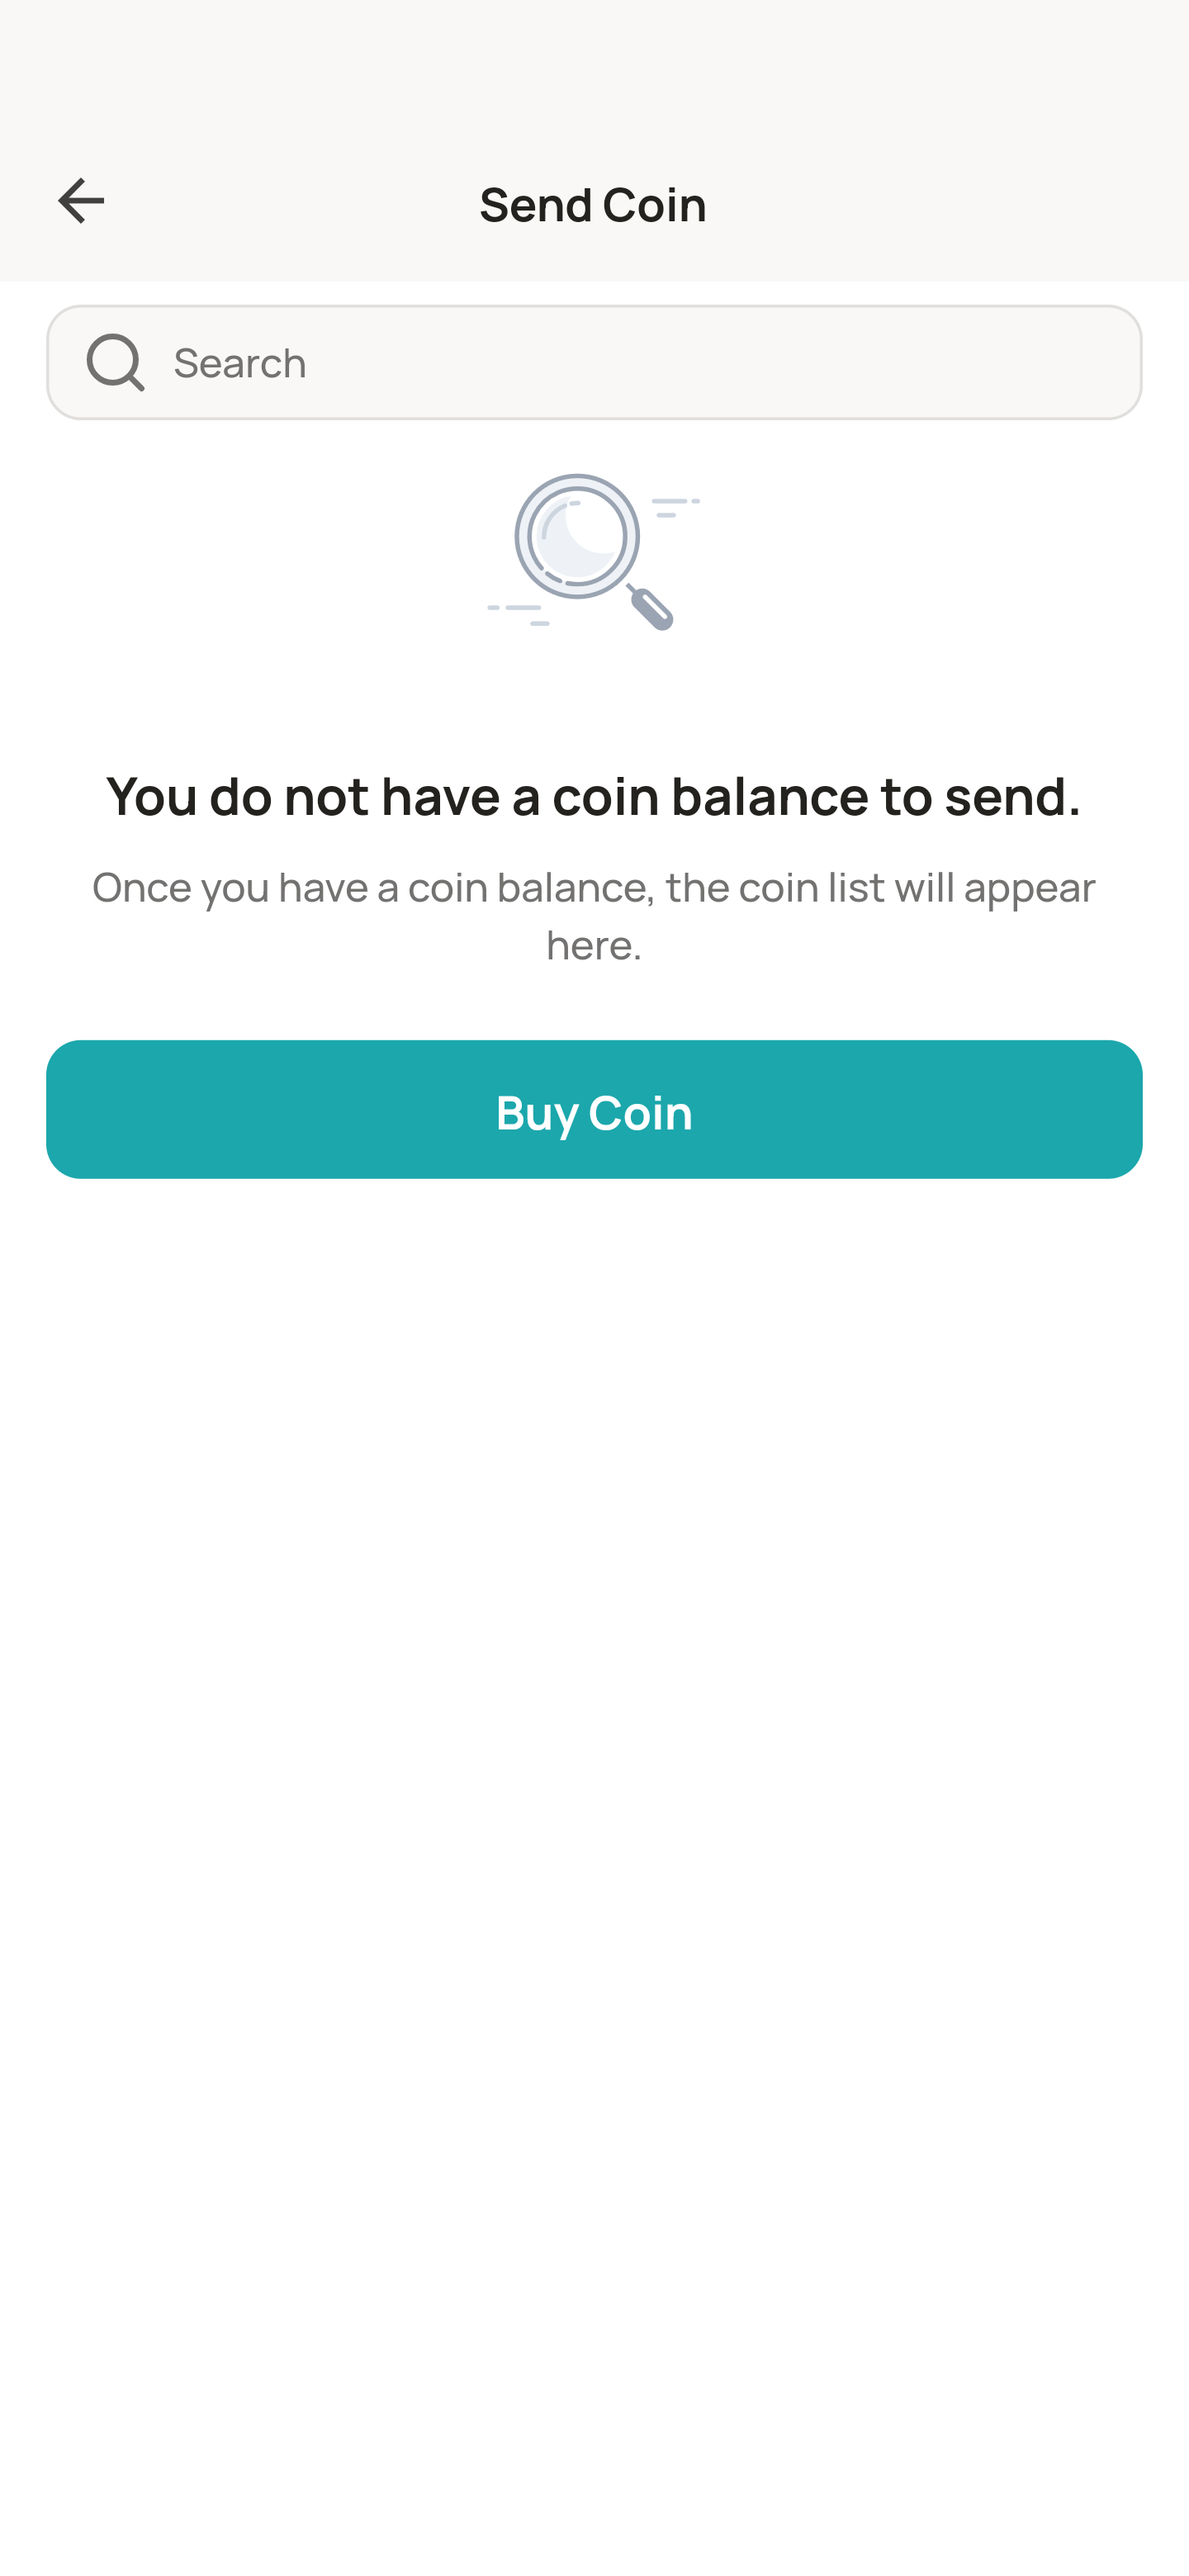 Send Coin
Search
You do not have a coin balance to send.
Once you have a coin balance, the coin list will appear
here.
Buy Coin